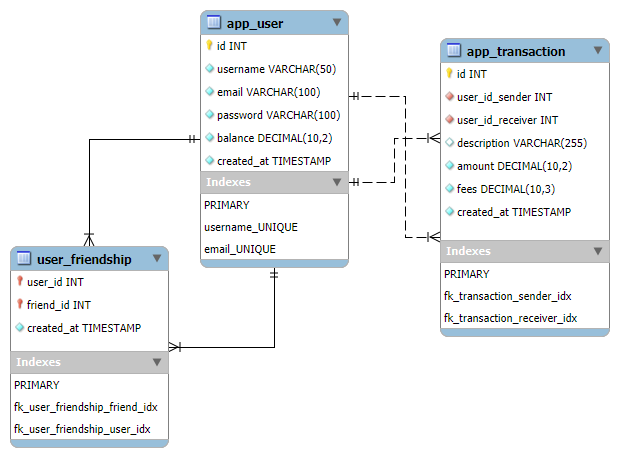 app_user
id INT
username VARCHAR(50)
email VARCHAR(100)
password VARCHAR(100)
balance DECIMAL(10,2)
created_at TIMESTAMP
Indexes
PRIMARY
username_UNIQUE
email_UNIQUE
app_transaction
id INT
user_id_sender INT
user_id_receiver INT
description VARCHAR(255)
amount DECIMAL(10,2)
fees DECIMAL(10,3)
created_at TIMESTAMP
Indexes
PRIMARY
fk_transaction_sender_idx
fk_transaction_receiver_idx
user_friendship
user_id INT
friend_id INT
created_at TIMESTAMP
Indexes
PRIMARY
fk_user_friendship_friend_idx
fk_user_friendship_user_idx